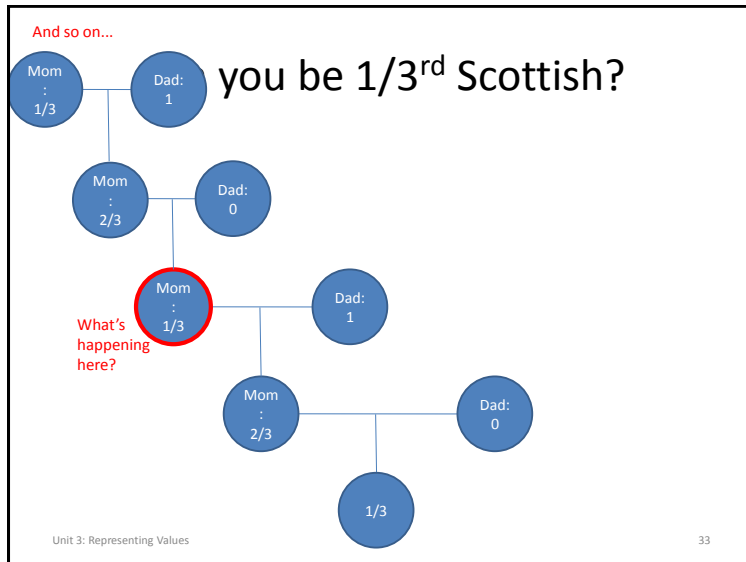 And so on...
you be 1/3rd Scottish?
Mom
:
1/3
Dad:
1
Mom
:
2/3
Dad:
0
Mom
:
1/3
Dad:
1
What's
happening
here?
Mom
:
2/3
Dad:
0
1/3
Unit 3: Representing Values
33